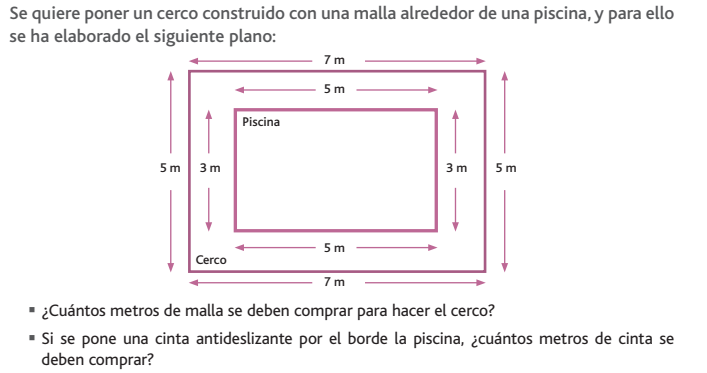 Se quiere poner un cerco construido con una malla alrededor de una piscina, y para ello
se ha elaborado el siguiente plano:
7 m
5 m
Piscina
5 m
3 m
3 m
5 m
5 m
Cerco
7 m
▪ ¿Cuántos metros de malla se deben comprar para hacer el cerco?
▪ Si se pone una cinta antideslizante por el borde la piscina, ¿cuántos metros de cinta se
deben comprar?